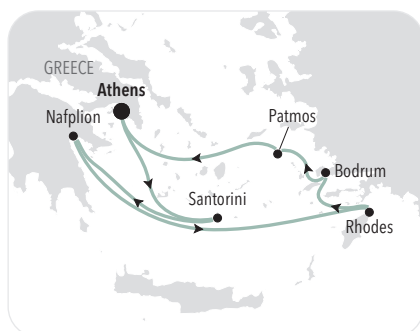 GREECE
Athens
Nafplion
Patmos
Bodrum
Santorini
Rhodes